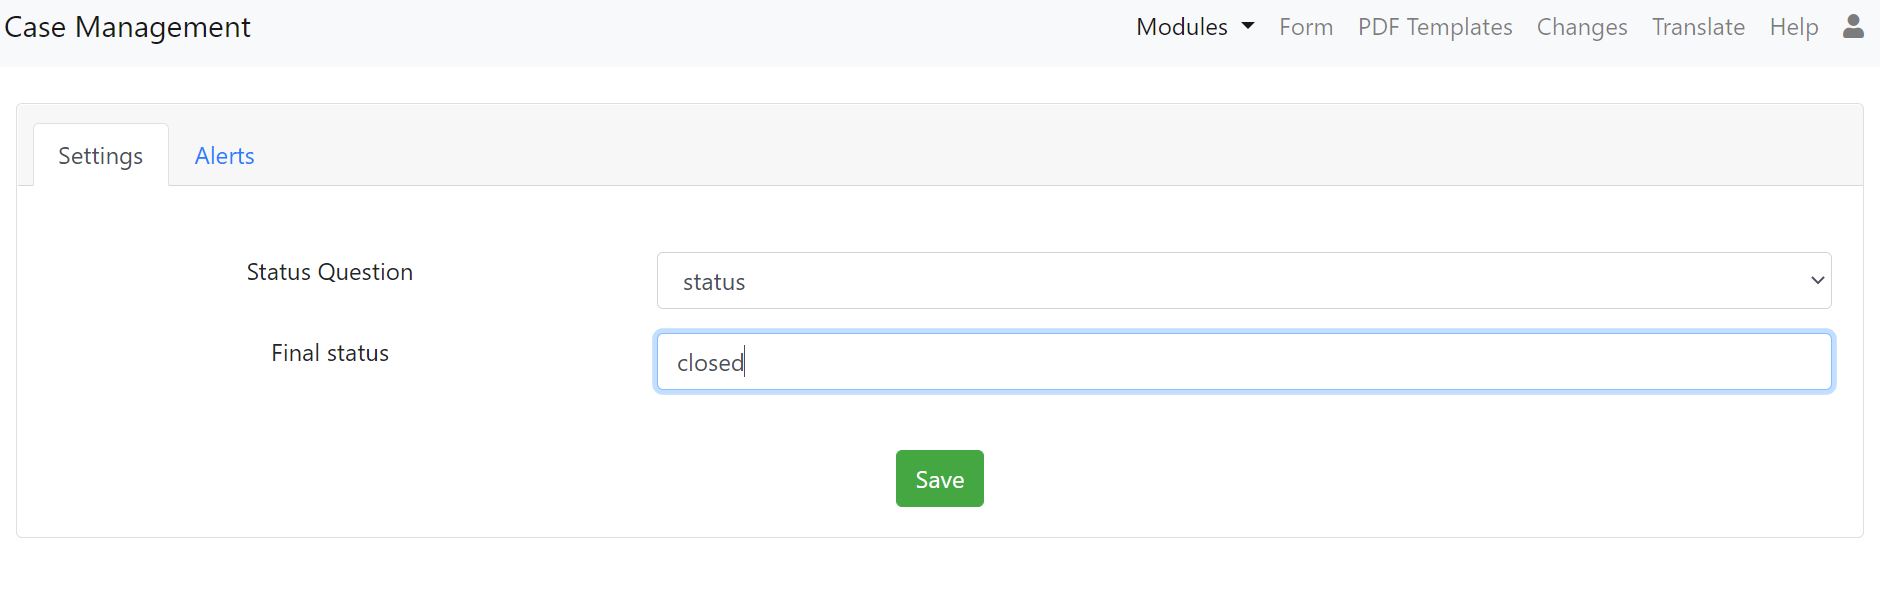 Case Management
Modules Form PDF Templates Changes Translate Help
Settings Alerts
Status Question status
Final status closed
Save